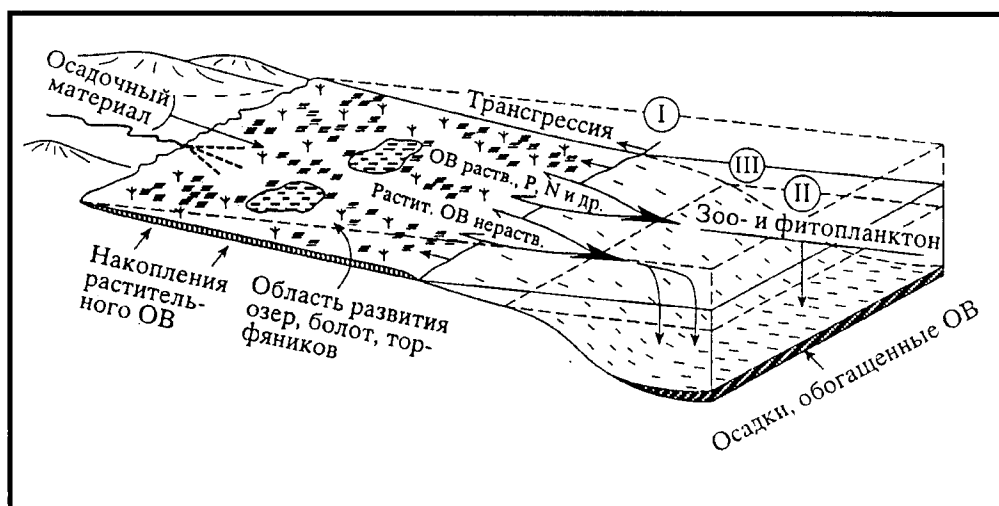 Осадочный
материал
Трансгрессия
I
III
II
ОВ раств., P, N и др.
Растит. ОВ нераств.
Зоо- и фитопланктон
Накопления
раститель-
ного ОВ
Область развития
озер, болот, тор-
фяников
Осадки, обогащенные ОВ